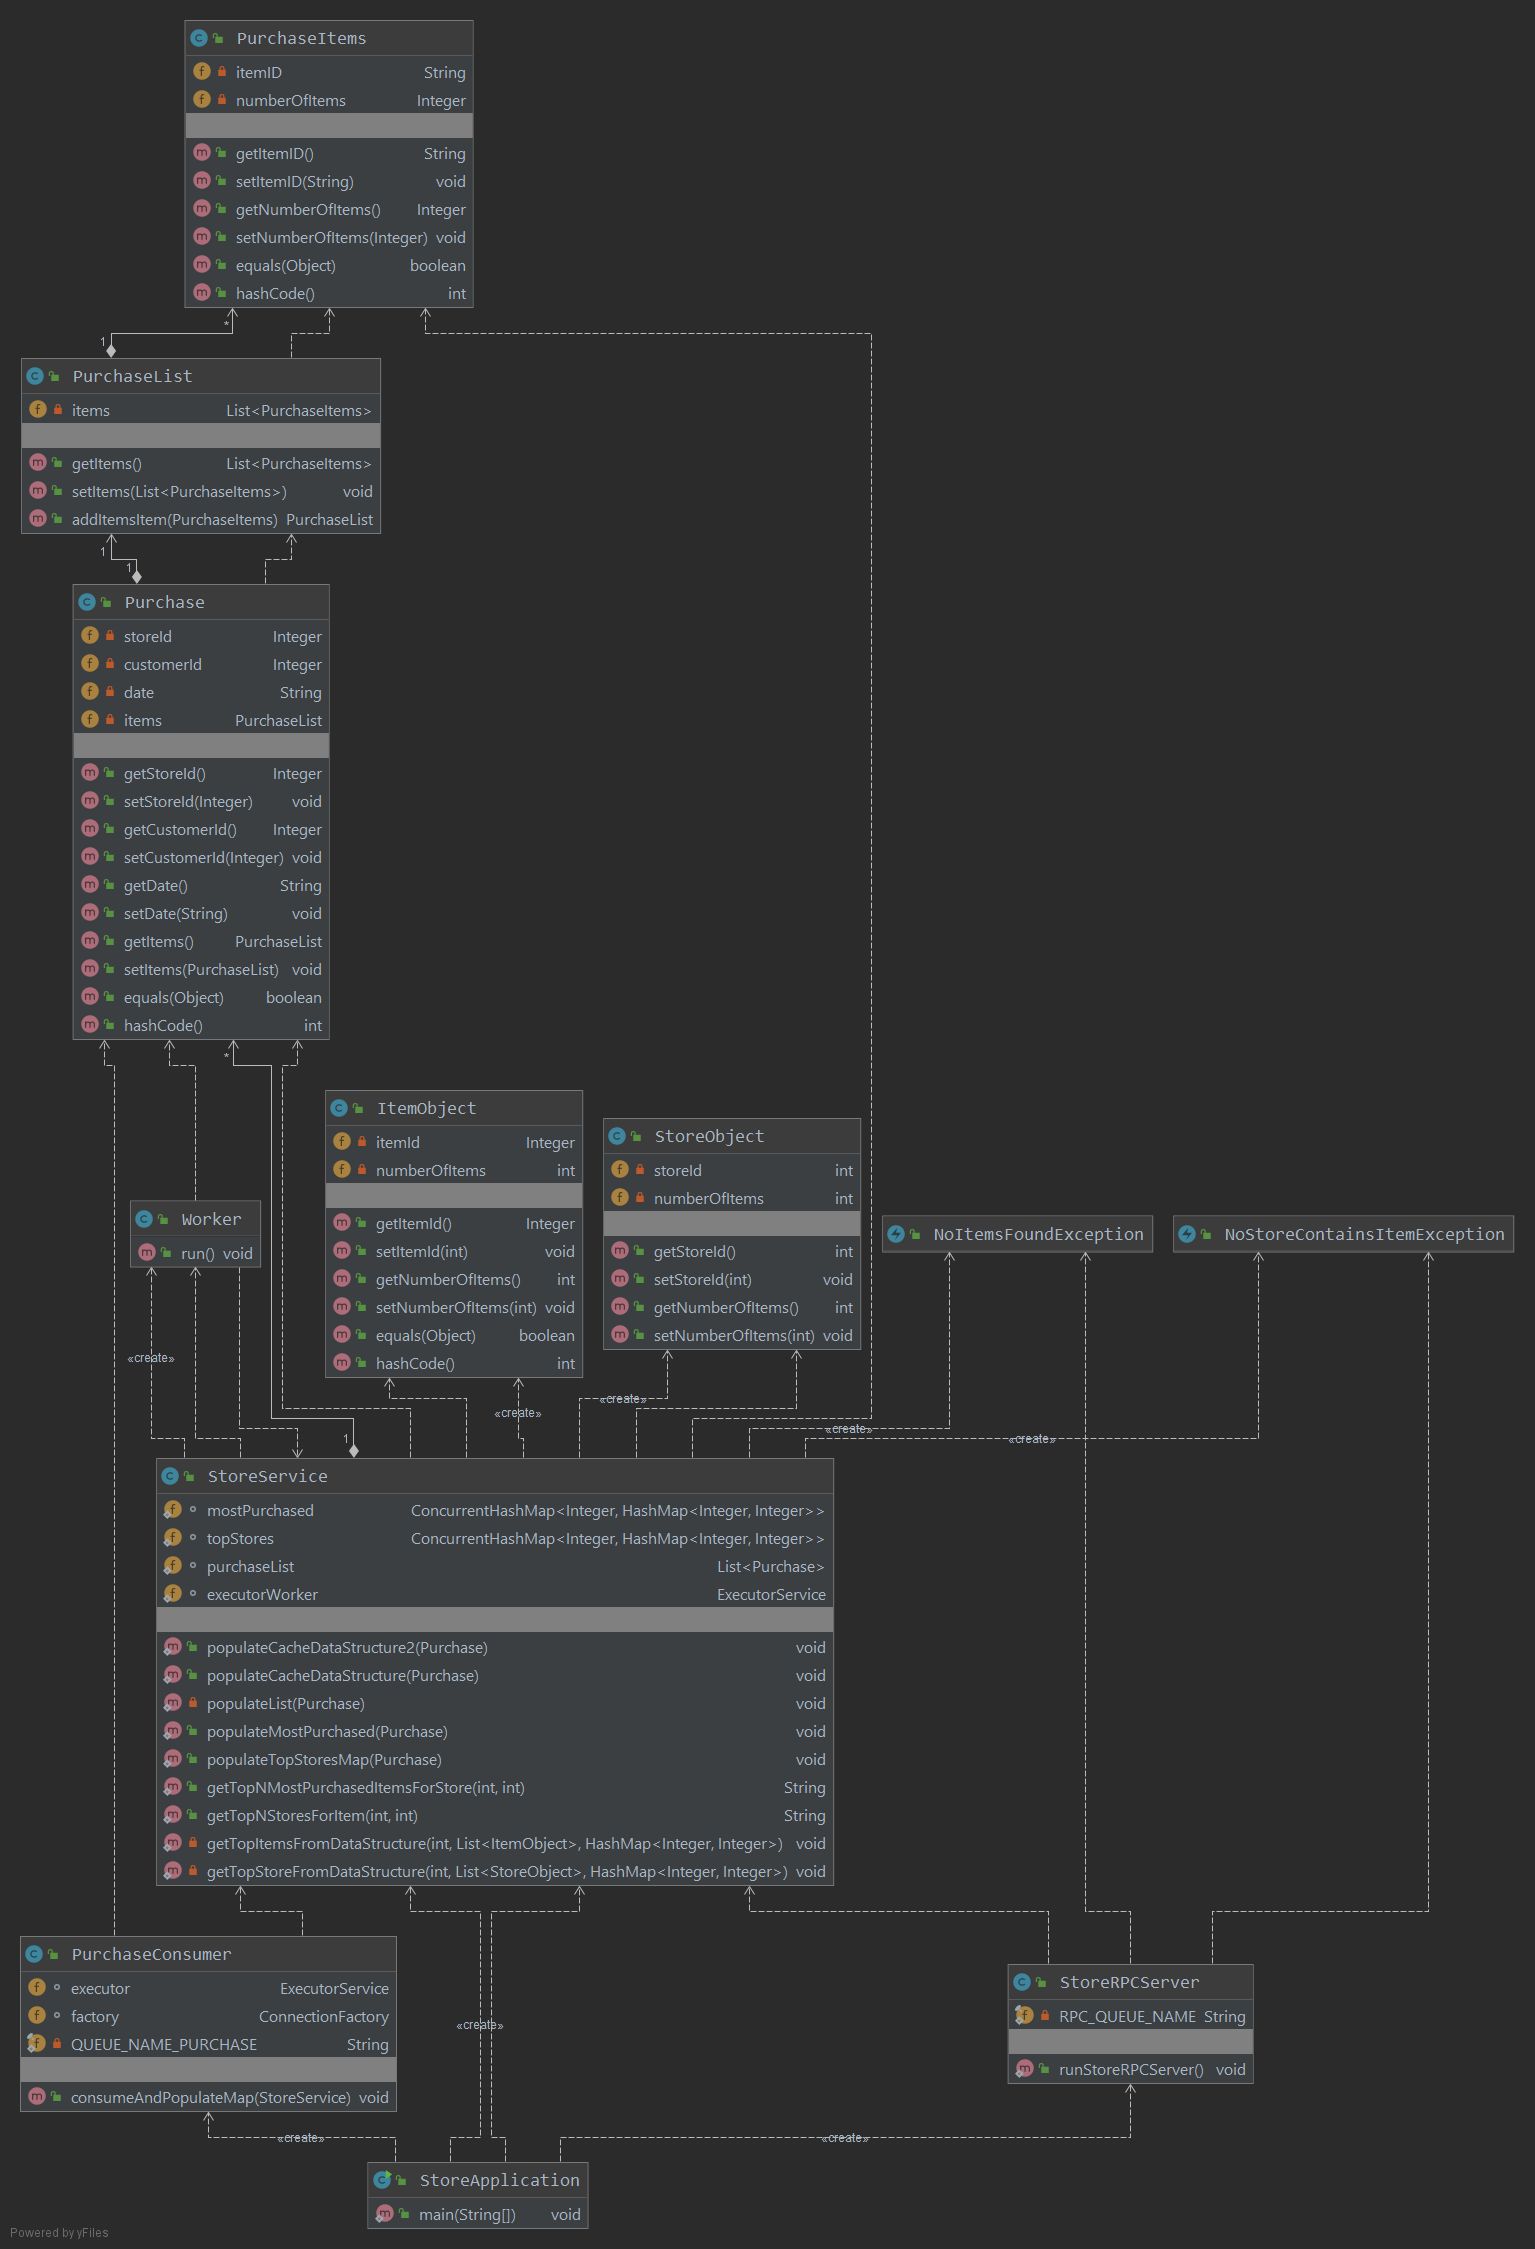 PurchaseItems
itemID String
numberOfItems Integer
getItemID() String
setItemID(String) void
getNumberOfItems() Integer
setNumberOfItems(Integer) void
equals(Object) boolean
hashCode() int
*
1
PurchaseList
items List<PurchaseItems>
getItems() List<PurchaseItems>
setItems(List<PurchaseItems>) void
addItemsItem(PurchaseItems) PurchaseList
1
1
Purchase
storeId Integer
customerId Integer
date String
items PurchaseList
getStoreId() Integer
setStoreId(Integer) void
getCustomerId() Integer
setCustomerId(Integer) void
getDate() String
setDate(String) void
getItems() PurchaseList
setItems(PurchaseList) void
equals(Object) boolean
hashCode() int
*
ItemObject
itemId Integer
numberOfItems int
getItemId() Integer
setItemId(int) void
getNumberOfItems() int
setNumberOfItems(int) void
equals(Object) boolean
hashCode() int
StoreObject
storeId int
numberOfItems int
getStoreId() int
setStoreId(int) void
getNumberOfItems() int
setNumberOfItems(int) void
Worker
run() void
NoItemsFoundException
NoStoreContainsItemException
«create»
«create»
«create»
«create»
«create»
1
StoreService
mostPurchased ConcurrentHashMap<Integer, HashMap<Integer, Integer>>
topStores ConcurrentHashMap<Integer, HashMap<Integer, Integer>>
purchaseList List<Purchase>
executorWorker ExecutorService
populateCacheDataStructure2(Purchase) void
populateCacheDataStructure(Purchase) void
populateList(Purchase) void
populateMostPurchased(Purchase) void
populateTopStoresMap(Purchase) void
getTopNMostPurchasedItemsForStore(int, int) String
getTopNStoresForItem(int, int) String
getTopItemsFromDataStructure(int, List<ItemObject>, HashMap<Integer, Integer>) void
getTopStoreFromDataStructure(int, List<StoreObject>, HashMap<Integer, Integer>) void
PurchaseConsumer
executor ExecutorService
factory ConnectionFactory
QUEUE_NAME_PURCHASE String
consumeAndPopulateMap(StoreService) void
«create»
StoreRPCServer
RPC_QUEUE_NAME String
runStoreRPCServer() void
«create»
«create»
StoreApplication
main(String[]) void
Powered by yFiles